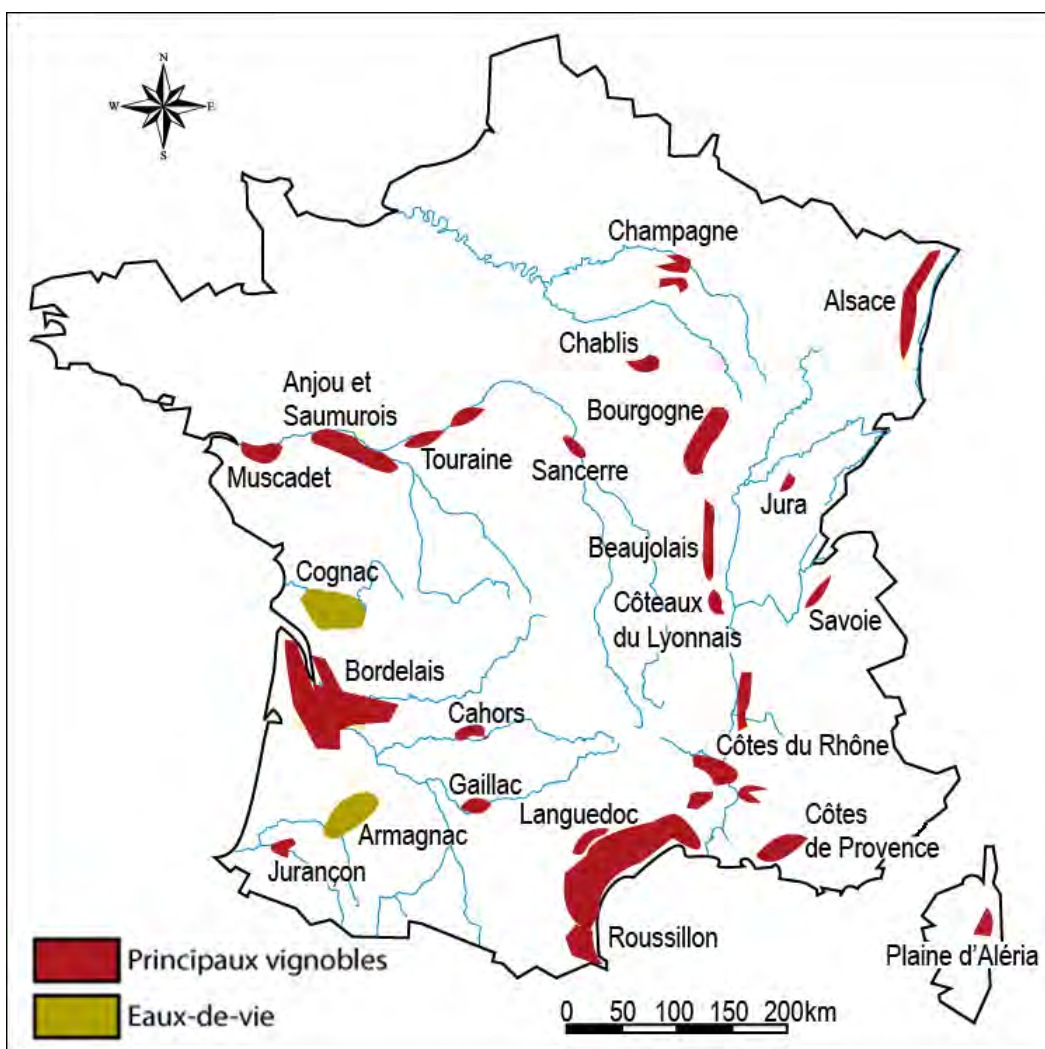 N
W
E
S
Champagne
Alsace
Chablis
Anjou et
Saumurois
Bourgogne
Touraine
Sancerre
Muscadet
Jura
Beaujolais
Cognac
Côteaux
du Lyonnais
Savoie
Bordelais
Cahors
Côtes du Rhône
Gaillac
Languedoc
Côtes
de Provence
Armagnac
Jurançon
Roussillon
Plaine d'Aléria
Principaux vignobles
Eaux-de-vie
0 50 100 150 200km